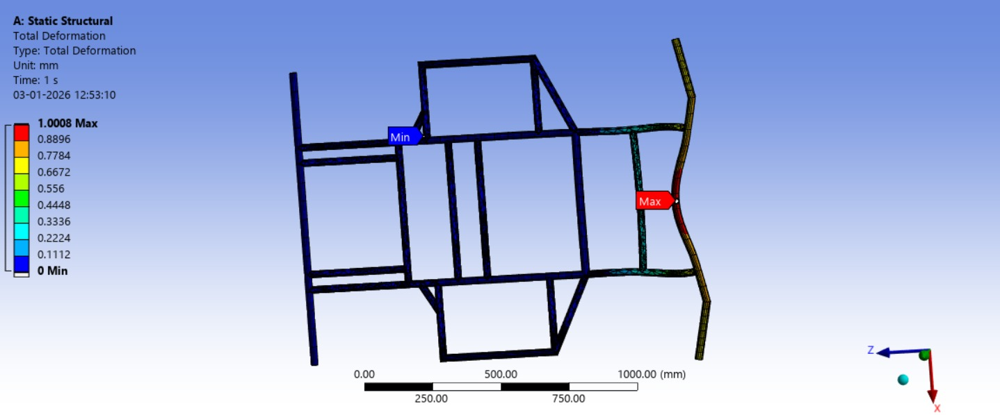 A: Static Structural
Total Deformation
Type: Total Deformation
Unit: mm
Time: 1 s
03-01-2026 12:53:10
1.0008 Max
0.8896
0.7784
0.6672
0.556
0.4448
0.3336
0.2224
0.1112
0 Min
Min
Max
0.00 500.00 1000.00 (mm)
250.00 750.00
Z
X